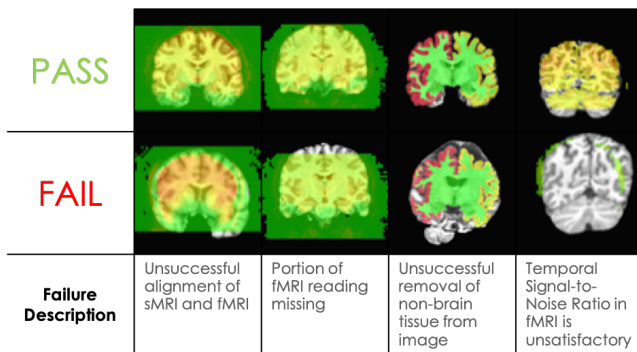 PASS
FAIL
Failure
Description
Unsuccessful
alignment of
sMRI and fMRI
Portion of
fMRI reading
missing
Unsuccessful
removal of
non-brain
tissue from
image
Temporal
Signal-to-
Noise Ratio in
fMRI is
unsatisfactory